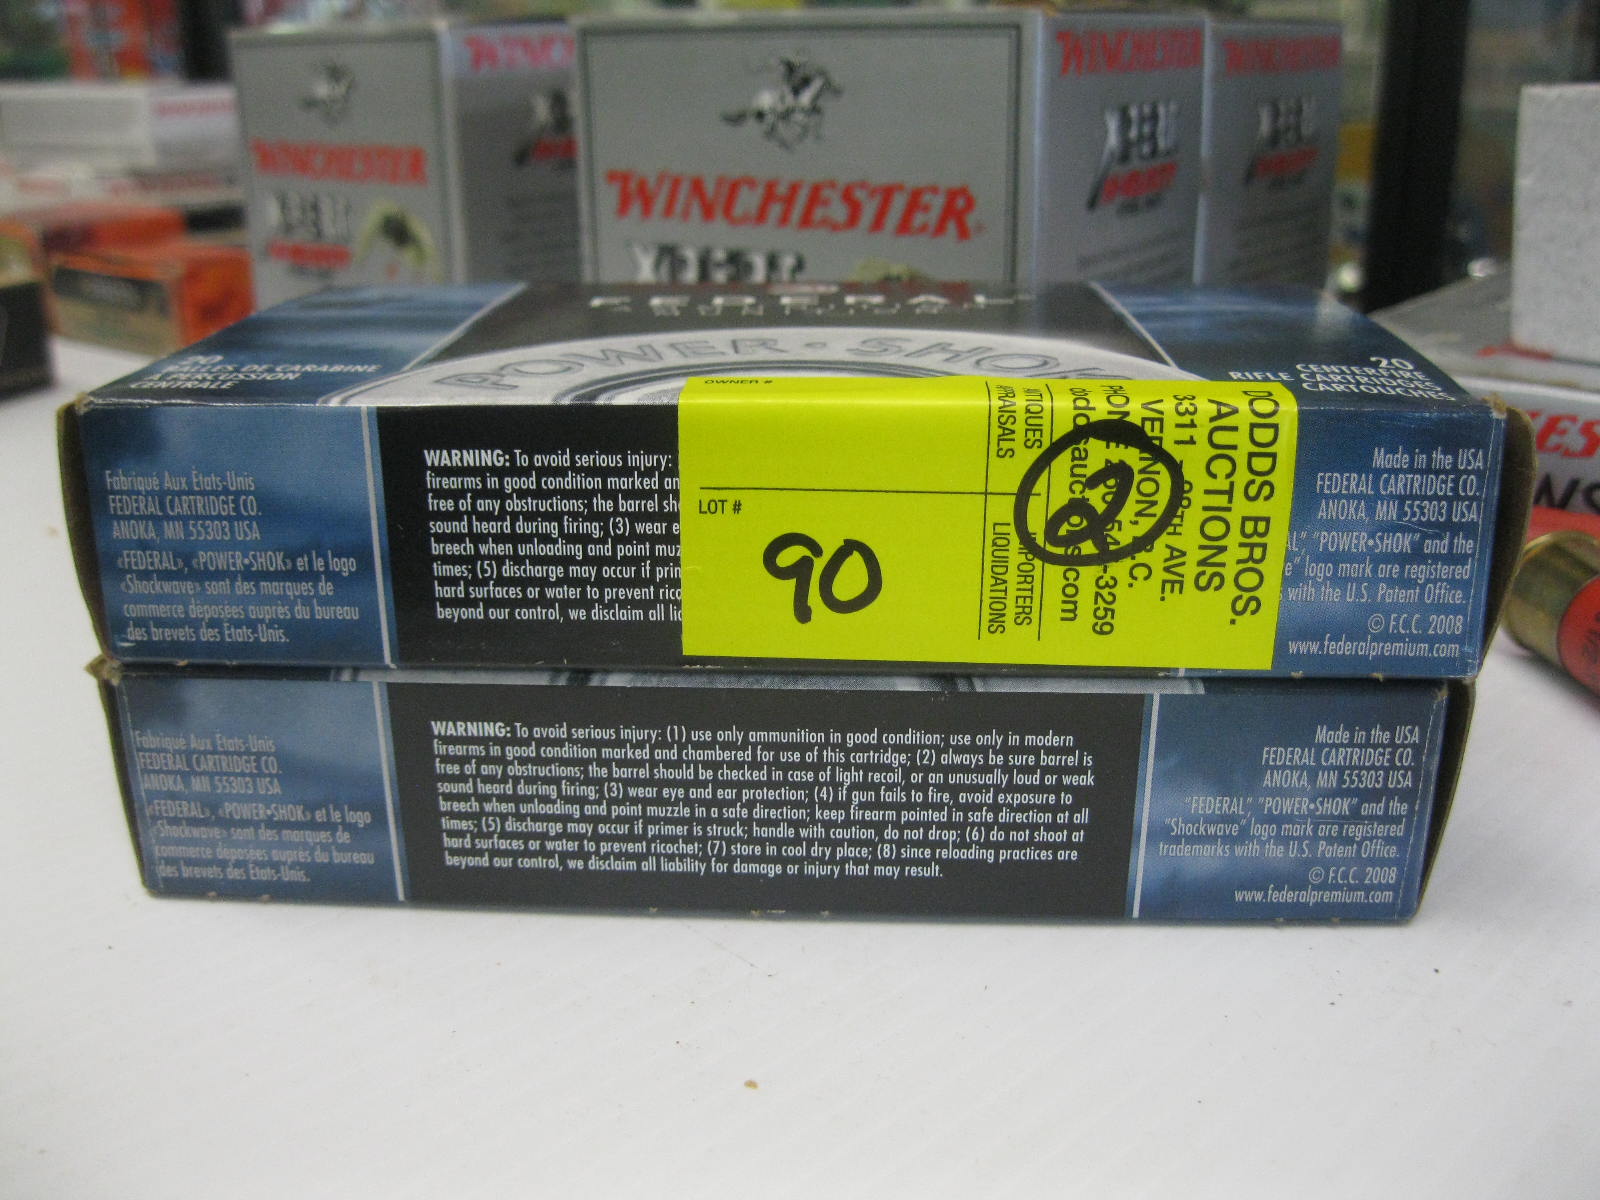 WINCHESTER
WINCHESTER
WINCHESTER
WINCHESTER
WINCHESTER
FEDERAL
POWER•SHOK
20
BALLES DE CARABINE
À PERCUSSION
CENTRALE
20
CENTERFIRE
RIFLE CARTRIDGES
CARTOUCHES
Fabriqué Aux États-Unis
FEDERAL CARTRIDGE CO.
ANOKA, MN 55303 USA
«FEDERAL», «POWER•SHOK» et le logo
«Shockwave» sont des marques de
commerce déposées auprès du bureau
des brevets des États-Unis.
WARNING: To avoid serious injury:
firearms in good condition marked an
free of any obstructions; the barrel sh
sound heard during firing; (3) wear e
breech when unloading and point muz
times; (5) discharge may occur if prim
hard surfaces or water to prevent rico
beyond our control, we disclaim all li
OWNER #
LOT #
90
2
DODDS BROS.
AUCTIONS
VERNON, B.C.
LIQUIDATIONS
Made in the USA
FEDERAL CARTRIDGE CO.
ANOKA, MN 55303 USA
"POWER•SHOK" and the
logo mark are registered
with the U.S. Patent Office.
© F.C.C. 2008
www.federalpremium.com
Fabriqué Aux États-Unis
FEDERAL CARTRIDGE CO.
ANOKA, MN 55303 USA
«FEDERAL», «POWER•SHOK» et le logo
«Shockwave» sont des marques de
commerce déposées auprès du bureau
des brevets des États-Unis.
WARNING: To avoid serious injury: (1) use only ammunition in good condition; use only in modern
firearms in good condition marked and chambered for use of this cartridge; (2) always be sure barrel is
free of any obstructions; the barrel should be checked in case of light recoil, or an unusually loud or weak
sound heard during firing; (3) wear eye and ear protection; (4) if gun fails to fire, avoid exposure to
breech when unloading and point muzzle in a safe direction; keep firearm pointed in safe direction at all
times; (5) discharge may occur if primer is struck; handle with caution, do not drop; (6) do not shoot at
hard surfaces or water to prevent ricochet; (7) store in cool dry place; (8) since reloading practices are
beyond our control, we disclaim all liability for damage or injury that may result.
Made in the USA
FEDERAL CARTRIDGE CO.
ANOKA, MN 55303 USA
"FEDERAL" "POWER•SHOK" and the
"Shockwave" logo mark are registered
trademarks with the U.S. Patent Office.
© F.C.C. 2008
www.federalpremium.com